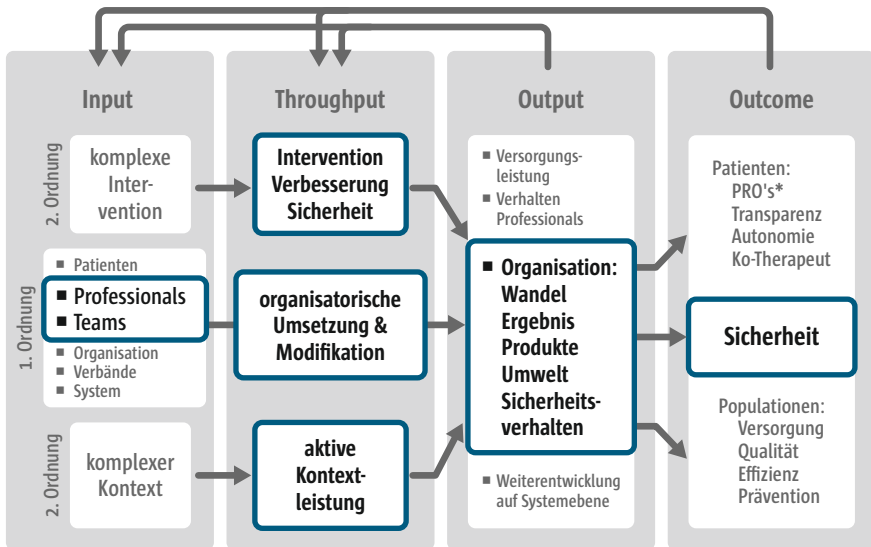 Input
Throughput
Output
Outcome
2. Ordnung
komplexe
Inter-
vention
1. Ordnung
■ Patienten
■ Professionals
■ Teams
■ Organisation
■ Verbände
■ System
2. Ordnung
komplexer
Kontext
Intervention
Verbesserung
Sicherheit
organisatorische
Umsetzung &
Modifikation
aktive
Kontext-
leistung
■ Versorgungs-
leistung
■ Verhalten
Professionals
■ Organisation:
Wandel
Ergebnis
Produkte
Umwelt
Sicherheits-
verhalten
■ Weiterentwicklung
auf Systemebene
Patienten:
PRO's*
Transparenz
Autonomie
Ko-Therapeut
Sicherheit
Populationen:
Versorgung
Qualität
Effizienz
Prävention